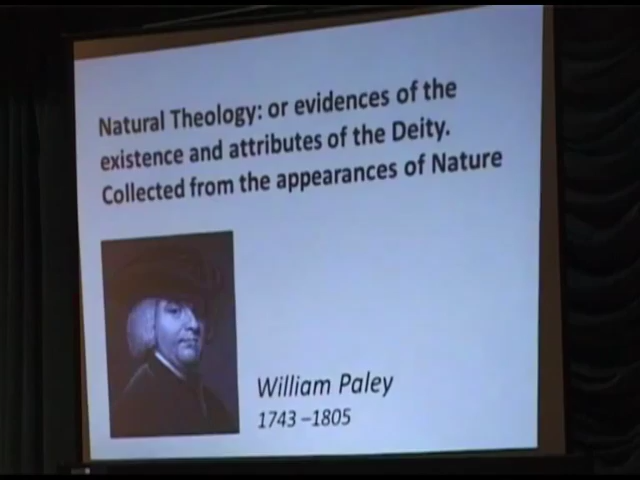 Natural Theology: or evidences of the
existence and attributes of the Deity.
Collected from the appearances of Nature
William Paley
1743 –1805